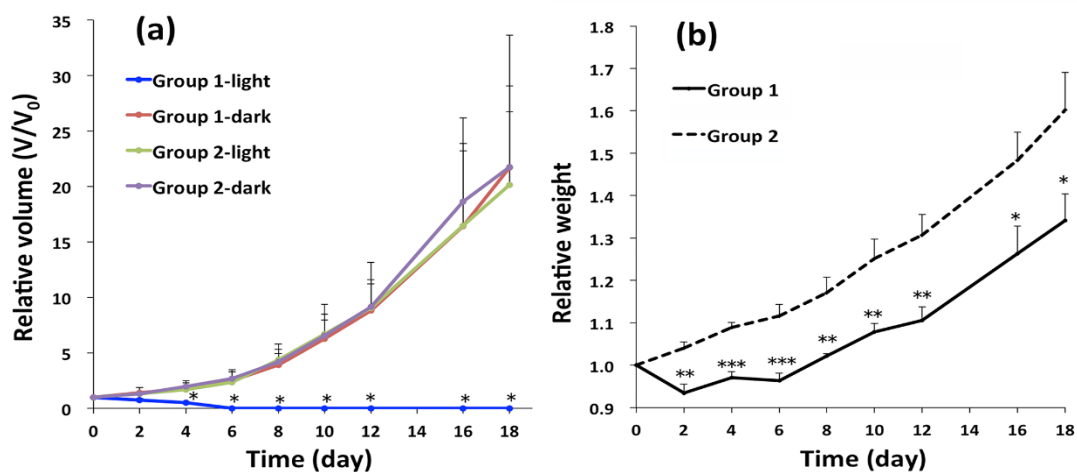 (a)
Relative volume (V/V₀)
35
30
25
20
15
10
5
0
Group 1-light
Group 1-dark
Group 2-light
Group 2-dark
* * * * * * *
0 2 4 6 8 10 12 14 16 18
Time (day)
(b)
Relative weight
1.8
1.7
1.6
1.5
1.4
1.3
1.2
1.1
1.0
0.9
Group 1
Group 2
** *** *** ** ** ** * *
0 2 4 6 8 10 12 14 16 18
Time (day)